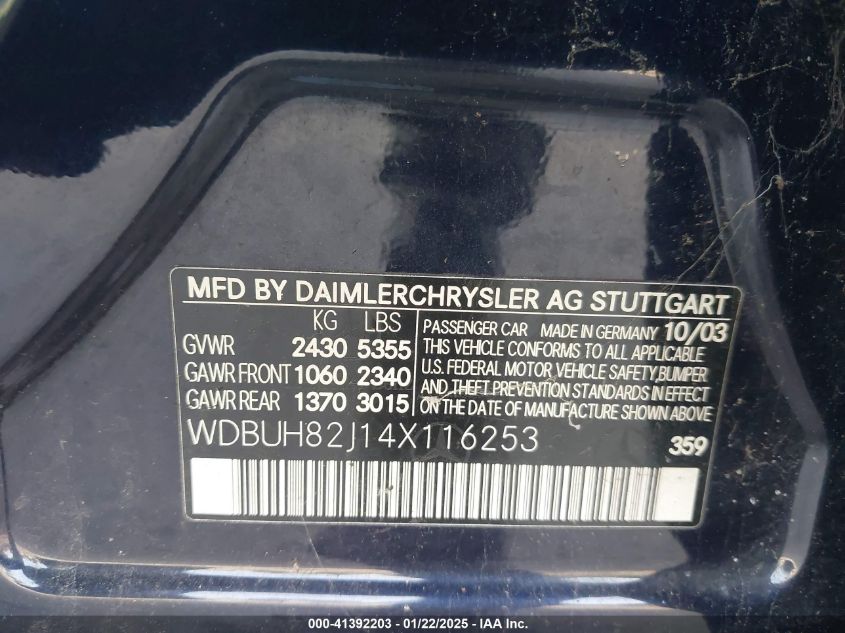 MFD BY DAIMLERCHRYSLER AG STUTTGART
KG LBS
GVWR 2430 5355
GAWR FRONT 1060 2340
GAWR REAR 1370 3015
PASSENGER CAR MADE IN GERMANY 10/03
THIS VEHICLE CONFORMS TO ALL APPLICABLE
U.S. FEDERAL MOTOR VEHICLE SAFETY, BUMPER
AND THEFT PREVENTION STANDARDS IN EFFECT
ON THE DATE OF MANUFACTURE SHOWN ABOVE
WDBUH82J14X116253
359
000-41392203 - 01/22/2025 - © IAA, Inc.